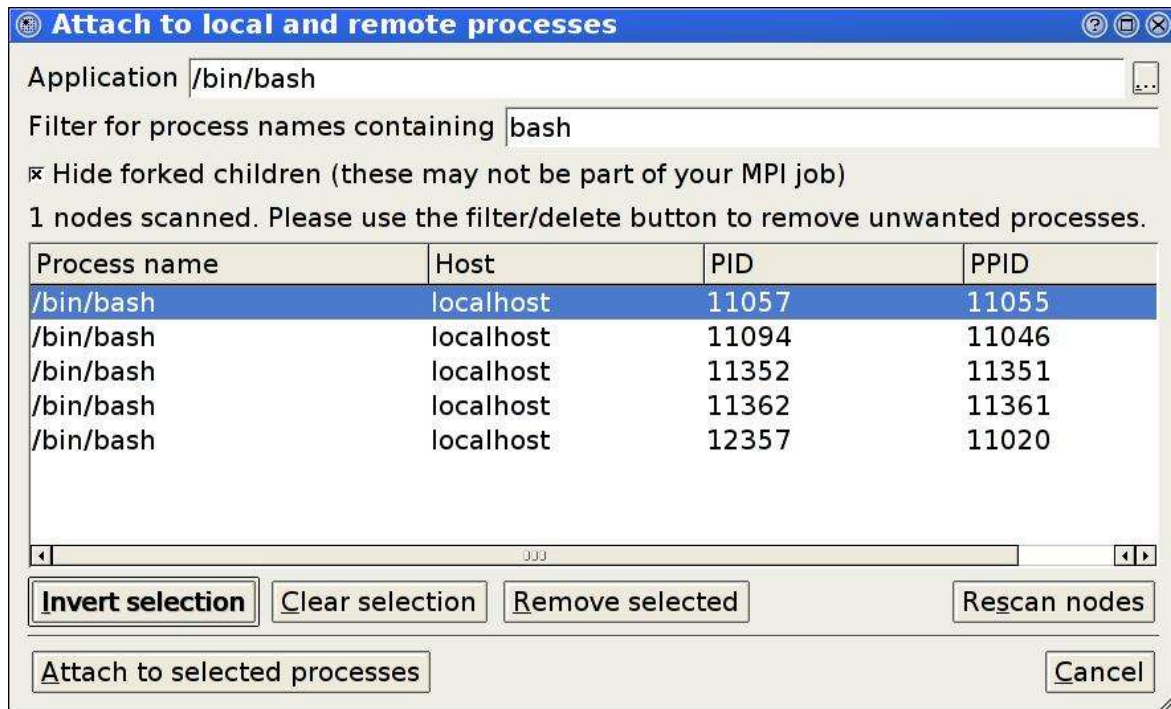 Attach to local and remote processes
Application /bin/bash ...
Filter for process names containing bash
Hide forked children (these may not be part of your MPI job)
1 nodes scanned. Please use the filter/delete button to remove unwanted processes.
Process name Host PID PPID
/bin/bash localhost 11057 11055
/bin/bash localhost 11094 11046
/bin/bash localhost 11352 11351
/bin/bash localhost 11362 11361
/bin/bash localhost 12357 11020
Invert selection Clear selection Remove selected Rescan nodes
Attach to selected processes Cancel